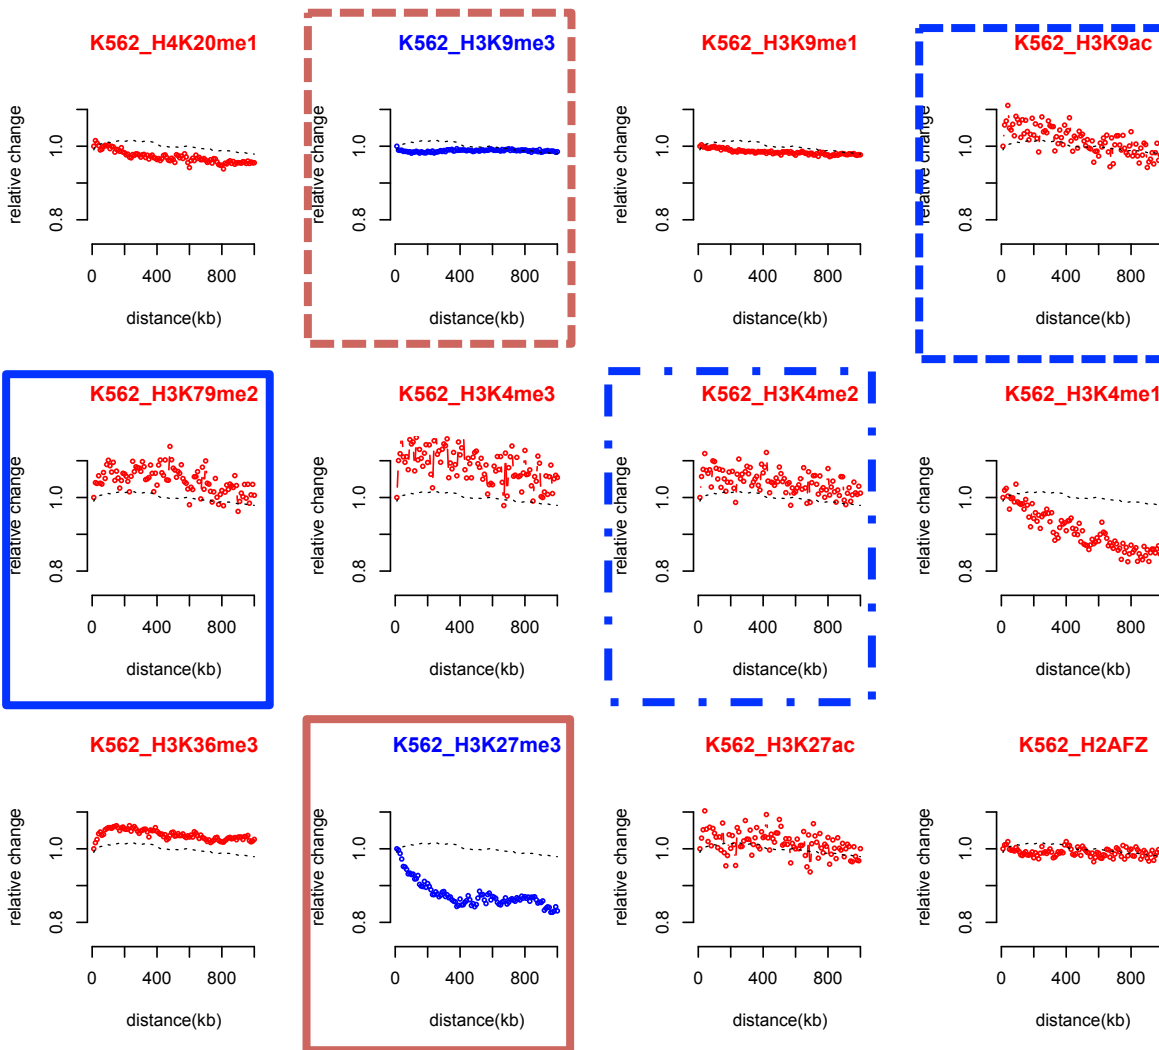 K562_H4K20me1 K562_H3K9me3 K562_H3K9me1 K562_H3K9ac
relative change relative change relative change relative change
1.0 1.0 1.0 1.0
0.8 0.8 0.8 0.8
0 400 800 0 400 800 0 400 800 0 400 800
distance(kb) distance(kb) distance(kb) distance(kb)
K562_H3K79me2 K562_H3K4me3 K562_H3K4me2 K562_H3K4me1
relative change relative change relative change relative change
1.0 1.0 1.0 1.0
0.8 0.8 0.8 0.8
0 400 800 0 400 800 0 400 800 0 400 800
distance(kb) distance(kb) distance(kb) distance(kb)
K562_H3K36me3 K562_H3K27me3 K562_H3K27ac K562_H2AFZ
relative change relative change relative change relative change
1.0 1.0 1.0 1.0
0.8 0.8 0.8 0.8
0 400 800 0 400 800 0 400 800 0 400 800
distance(kb) distance(kb) distance(kb) distance(kb)